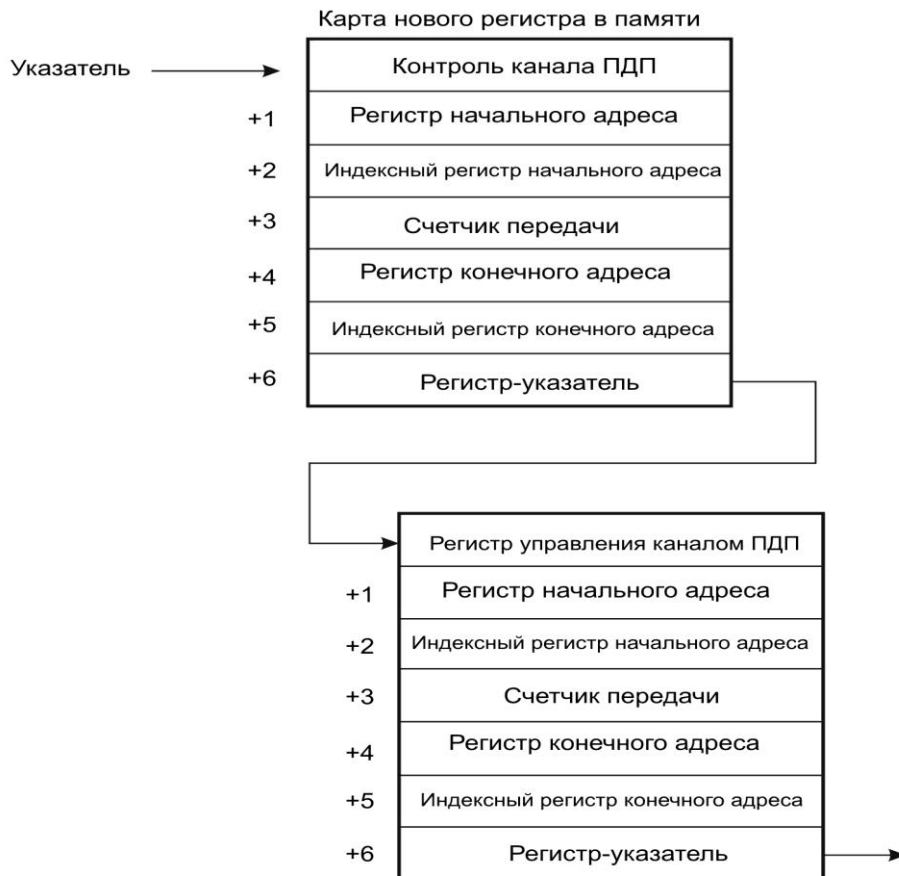 Карта нового регистра в памяти
Указатель
Контроль канала ПДП
+1
Регистр начального адреса
+2
Индексный регистр начального адреса
+3
Счетчик передачи
+4
Регистр конечного адреса
+5
Индексный регистр конечного адреса
+6
Регистр-указатель
Регистр управления каналом ПДП
+1
Регистр начального адреса
+2
Индексный регистр начального адреса
+3
Счетчик передачи
+4
Регистр конечного адреса
+5
Индексный регистр конечного адреса
+6
Регистр-указатель